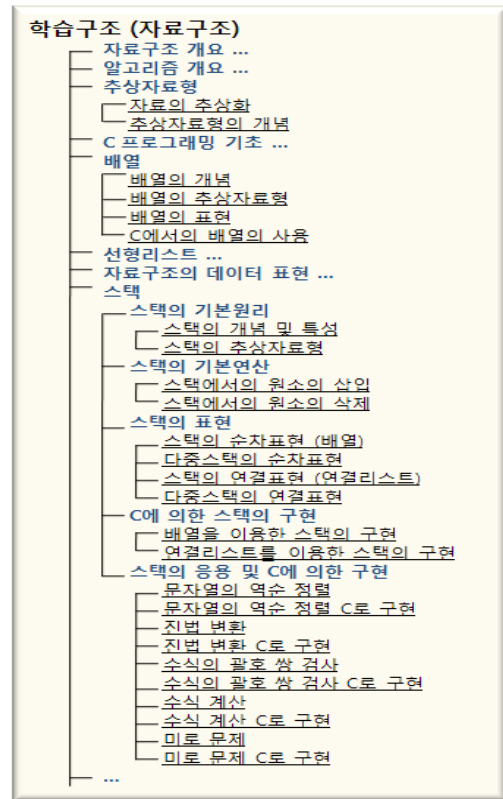 학습구조 (자료구조)
자료구조 개요 ...
알고리즘 개요 ...
추상자료형
자료의 추상화
추상자료형의 개념
C 프로그래밍 기초 ...
배열
배열의 개념
배열의 추상자료형
배열의 표현
C에서의 배열의 사용
선형리스트 ...
자료구조의 데이터 표현 ...
스택
스택의 기본원리
스택의 개념 및 특성
스택의 추상자료형
스택의 기본연산
스택에서의 원소의 삽입
스택에서의 원소의 삭제
스택의 표현
스택의 순차표현 (배열)
다중스택의 순차표현
스택의 연결표현 (연결리스트)
다중스택의 연결표현
C에 의한 스택의 구현
배열을 이용한 스택의 구현
연결리스트를 이용한 스택의 구현
스택의 응용 및 C에 의한 구현
문자열의 역순 정렬
문자열의 역순 정렬 C로 구현
진법 변환
진법 변환 C로 구현
수식의 괄호 쌍 검사
수식의 괄호 쌍 검사 C로 구현
수식 계산
수식 계산 C로 구현
미로 문제
미로 문제 C로 구현
...